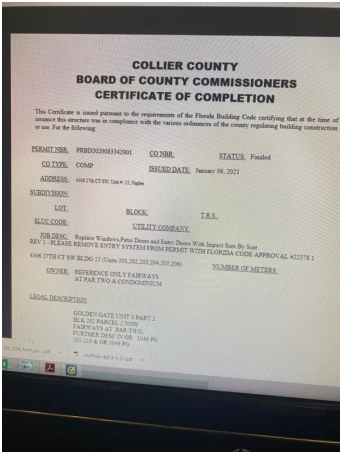 COLLIER COUNTY
BOARD OF COUNTY COMMISSIONERS
CERTIFICATE OF COMPLETION
This Certificate is issued pursuant to the requirements of the Florida Building Code certifying that at the time of
issuance this structure was in compliance with the various ordinances of the county regulating building construction
or use. For the following:
PERMIT NBR: PRBD2020083342001 CO NBR: STATUS: Finaled
CO TYPE: COMP ISSUED DATE: January 08, 2021
ADDRESS: 4306 27th CT SW, Unit #: 15, Naples
SUBDIVISION:
LOT: BLOCK: T.R.S.
SLUC CODE: UTILITY COMPANY:
JOB DESC: Replace Windows,Patio Doors and Entry Doors With Impact Size By Size
REV 1 - PLEASE REMOVE ENTRY SYSTEM FROM PERMIT WITH FLORIDA CODE APPROVAL #22378.1
4306 27TH CT SW BLDG 15 (Units 201,202,203,204,205,206) NUMBER OF METERS:
OWNER: REFERENCE ONLY FAIRWAYS
AT PAR TWO A CONDOMINIUM
LEGAL DESCRIPTION
GOLDEN GATE UNIT 8 PART 2
BLK 262 PARCEL 2 NOW
FAIRWAYS AT PAR-TWO,
FURTHER DESC IN OR 1046 PG
205-218 & OR 1046 PG